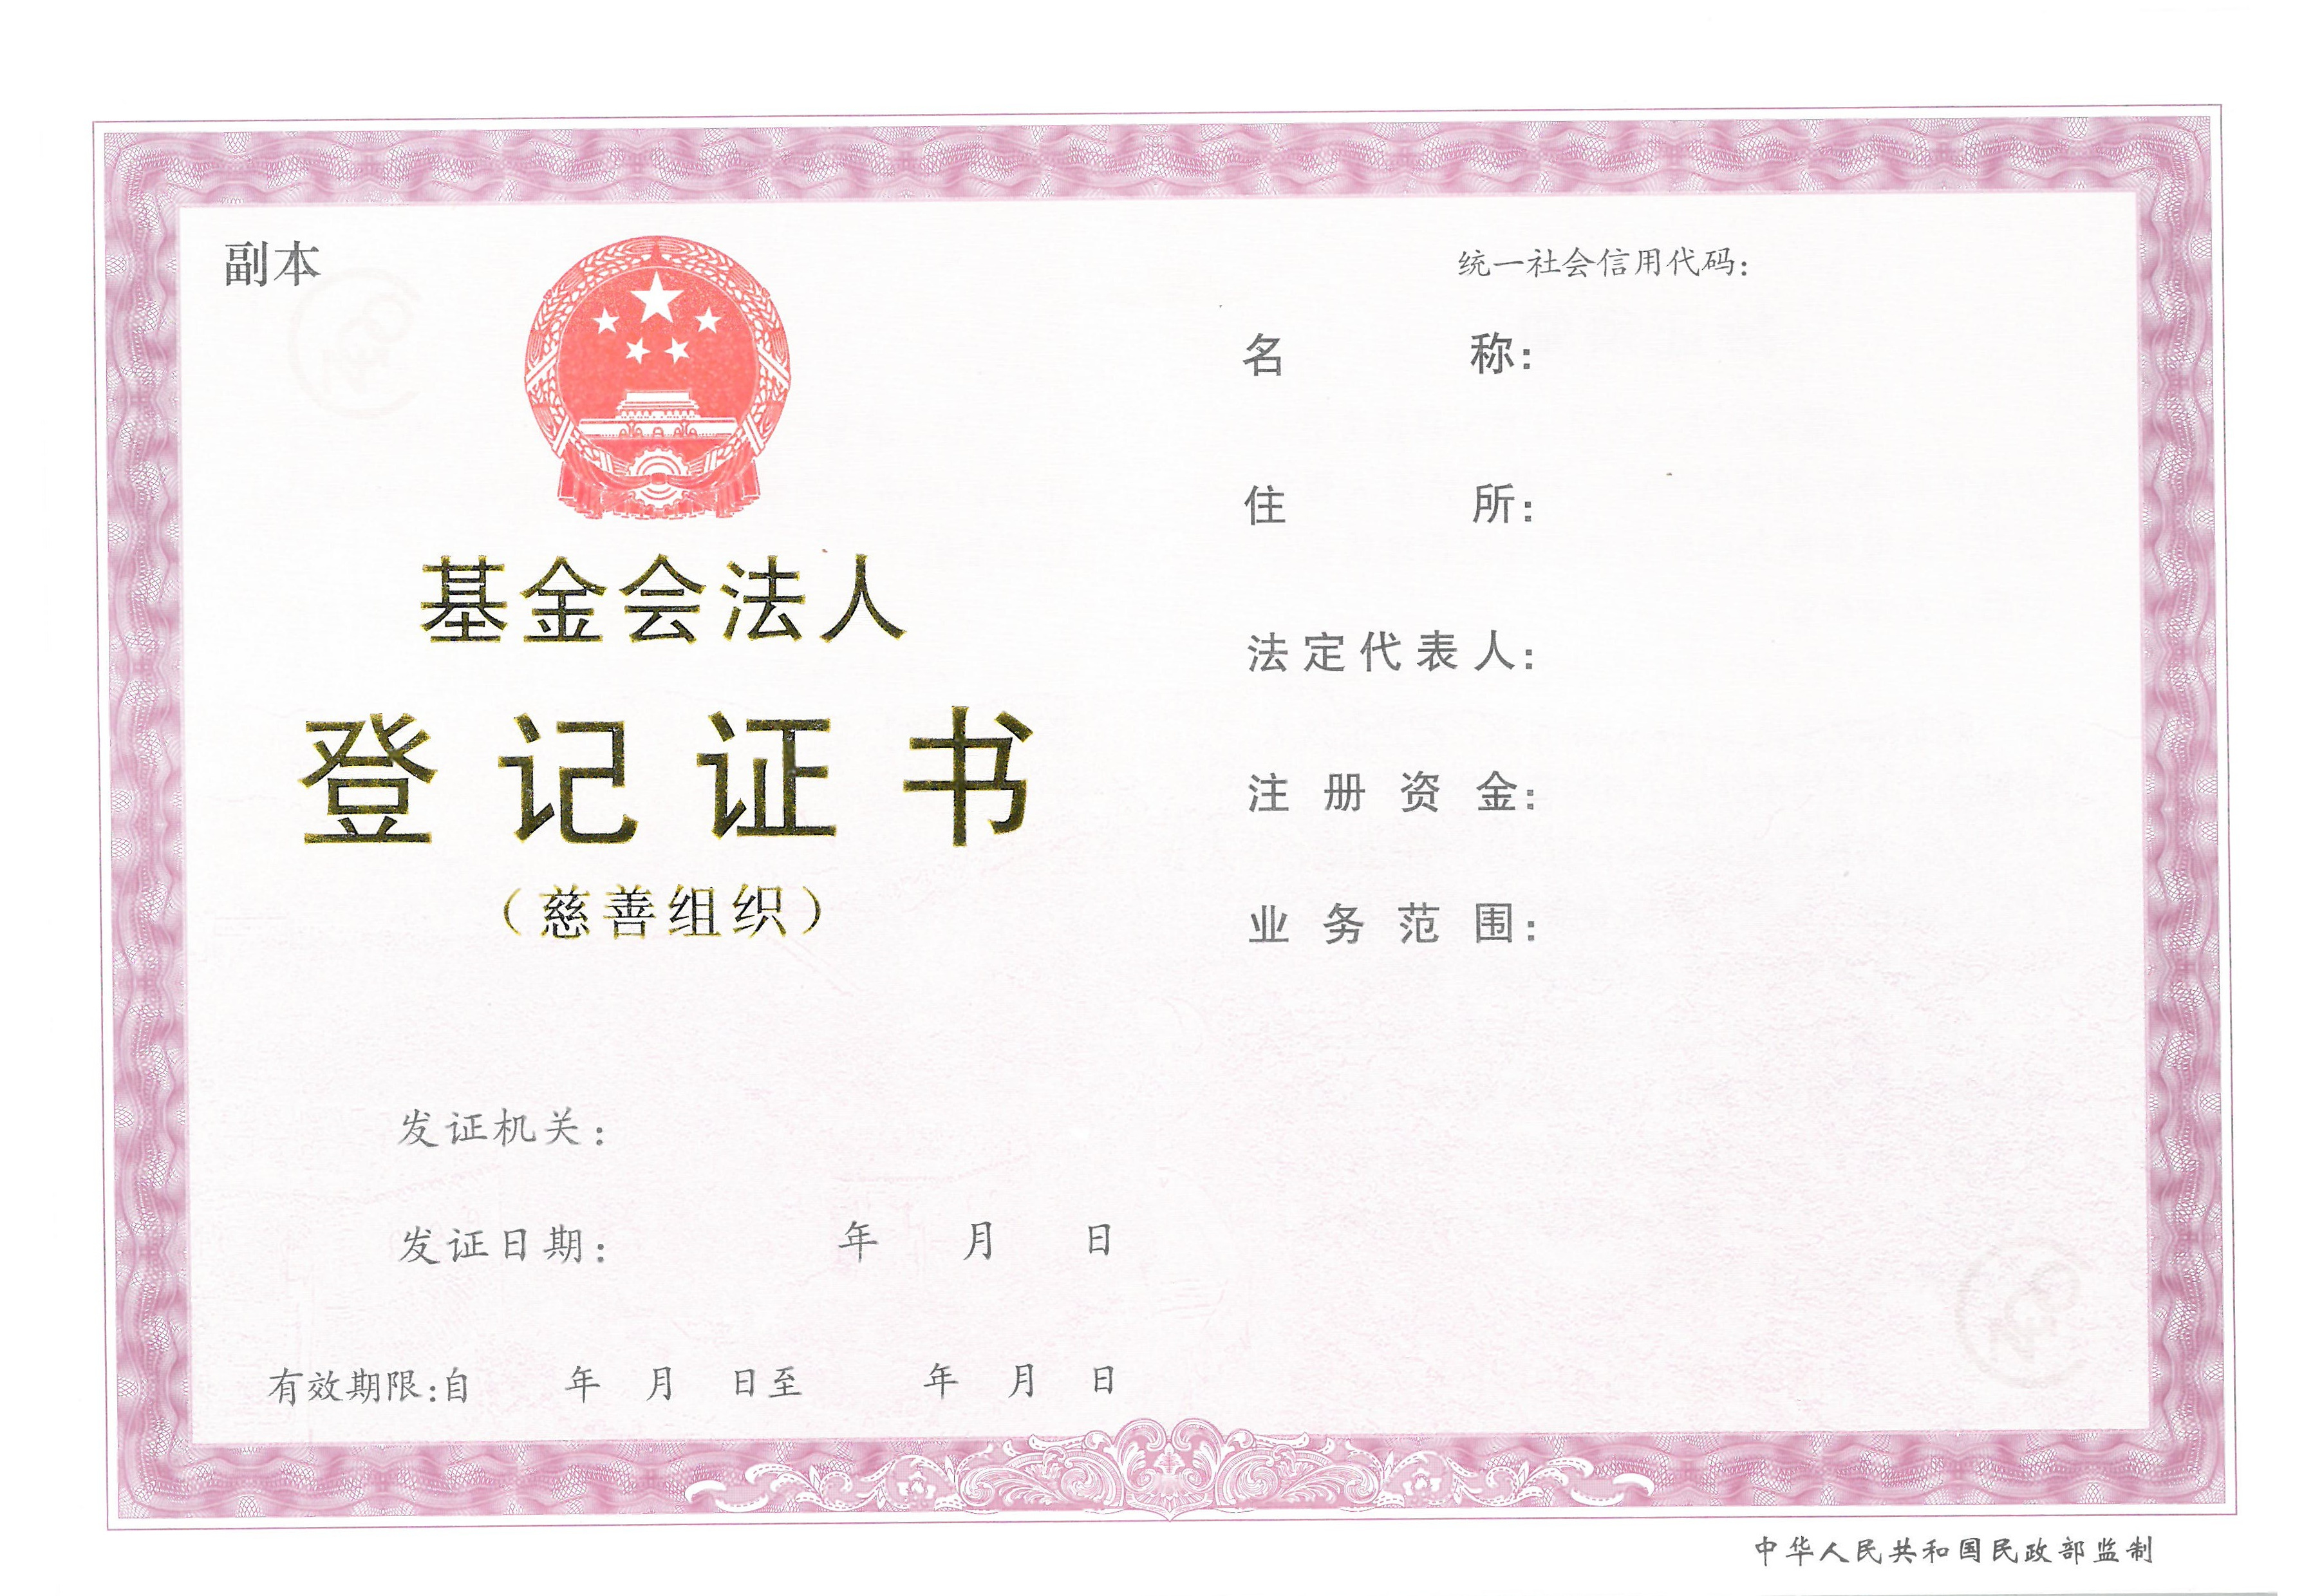 副本
基金会法人
登记证书
（慈善组织）
发证机关：
发证日期： 年 月 日
有效期限:自 年 月 日至 年 月 日
统一社会信用代码：
名 称：
住 所：
法定代表人：
注册资金：
业务范围：
中华人民共和国民政部监制